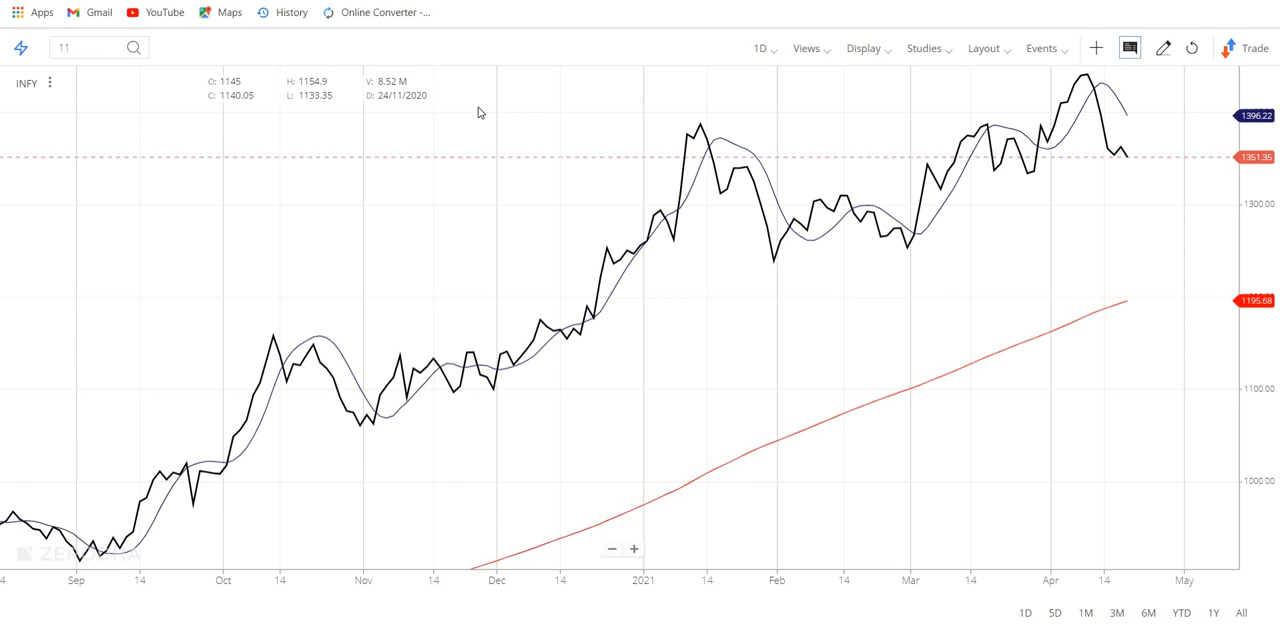 Apps Gmail YouTube Maps History Online Converter -...
11 1D Views Display Studies Layout Events Trade
INFY O: 1145 H: 1154.9 V: 8.52 M
C: 1140.05 L: 1133.35 D: 24/11/2020
1396.22
1351.35
1300.00
1195.68
1100.00
1000.00
ZERODHA
4 Sep 14 Oct 14 Nov 14 Dec 14 2021 14 Feb 14 Mar 14 Apr 14 May
1D 5D 1M 3M 6M YTD 1Y All